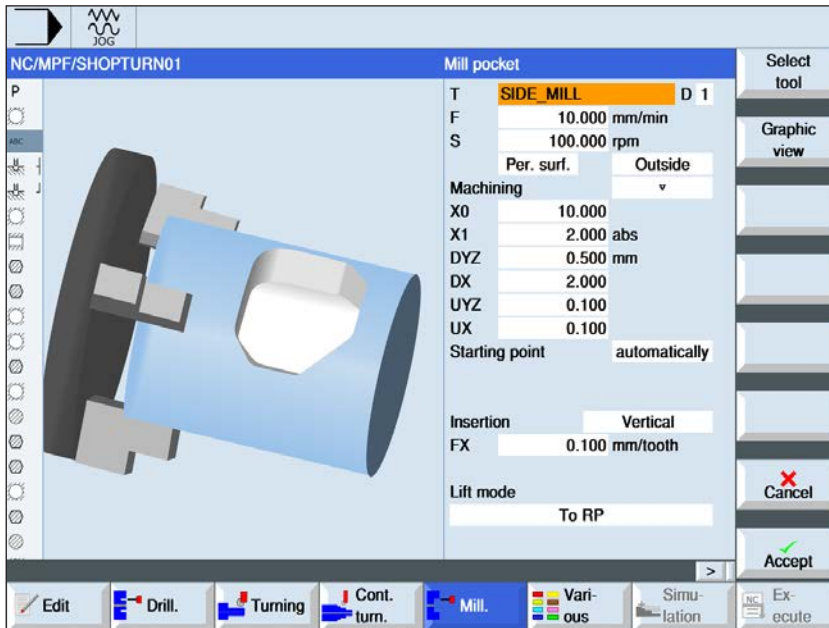 JOG
NC/MPF/SHOPTURN01
Mill pocket
Select tool
P
T SIDE_MILL D 1
F 10.000 mm/min
Graphic view
ABC
S 100.000 rpm
Per. surf. Outside
Machining ▿
X0 10.000
X1 2.000 abs
DYZ 0.500 mm
DX 2.000
UYZ 0.100
UX 0.100
Starting point automatically
Insertion Vertical
FX 0.100 mm/tooth
Lift mode
To RP
Cancel
Accept
>
Edit
Drill.
Turning
Cont. turn.
Mill.
Vari-
ous
Simu-
lation
NC
Ex-
ecute